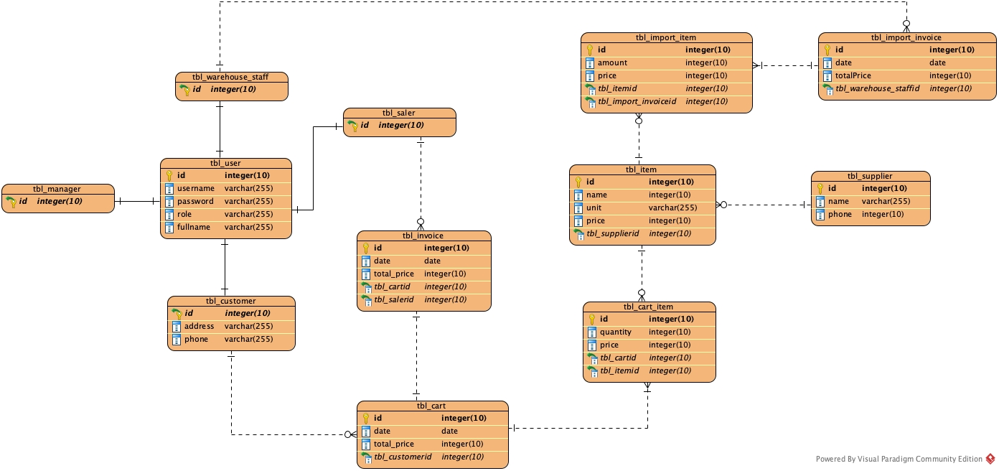 tbl_import_item
id integer(10)
amount integer(10)
price integer(10)
tbl_itemid integer(10)
tbl_import_invoiceid integer(10)
tbl_import_invoice
id integer(10)
date date
totalPrice integer(10)
tbl_warehouse_staffid integer(10)
tbl_warehouse_staff
id integer(10)
tbl_saler
id integer(10)
tbl_user
id integer(10)
username varchar(255)
password varchar(255)
role varchar(255)
fullname varchar(255)
tbl_manager
id integer(10)
tbl_item
id integer(10)
name integer(10)
unit varchar(255)
price integer(10)
tbl_supplierid integer(10)
tbl_supplier
id integer(10)
name varchar(255)
phone integer(10)
tbl_invoice
id integer(10)
date date
total_price integer(10)
tbl_cartid integer(10)
tbl_salerid integer(10)
tbl_customer
id integer(10)
address varchar(255)
phone varchar(255)
tbl_cart_item
id integer(10)
quantity integer(10)
price integer(10)
tbl_cartid integer(10)
tbl_itemid integer(10)
tbl_cart
id integer(10)
date date
total_price integer(10)
tbl_customerid integer(10)
Powered By Visual Paradigm Community Edition